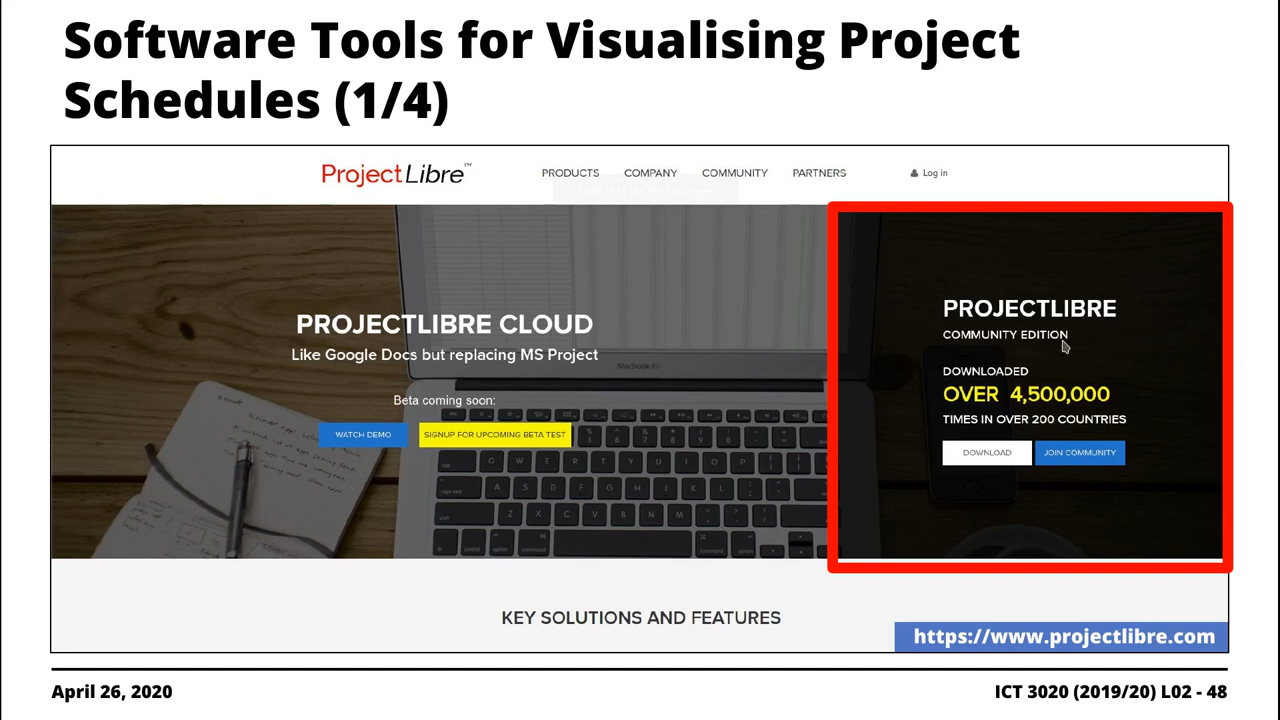 Software Tools for Visualising Project
Schedules (1/4)
ProjectLibre™
PRODUCTS COMPANY COMMUNITY PARTNERS Log in
PROJECTLIBRE CLOUD
Like Google Docs but replacing MS Project
Beta coming soon:
WATCH DEMO SIGNUP FOR UPCOMING BETA TEST
MacBook Air
PROJECTLIBRE
COMMUNITY EDITION
DOWNLOADED
OVER 4,500,000
TIMES IN OVER 200 COUNTRIES
DOWNLOAD JOIN COMMUNITY
KEY SOLUTIONS AND FEATURES
https://www.projectlibre.com
April 26, 2020 ICT 3020 (2019/20) L02 - 48